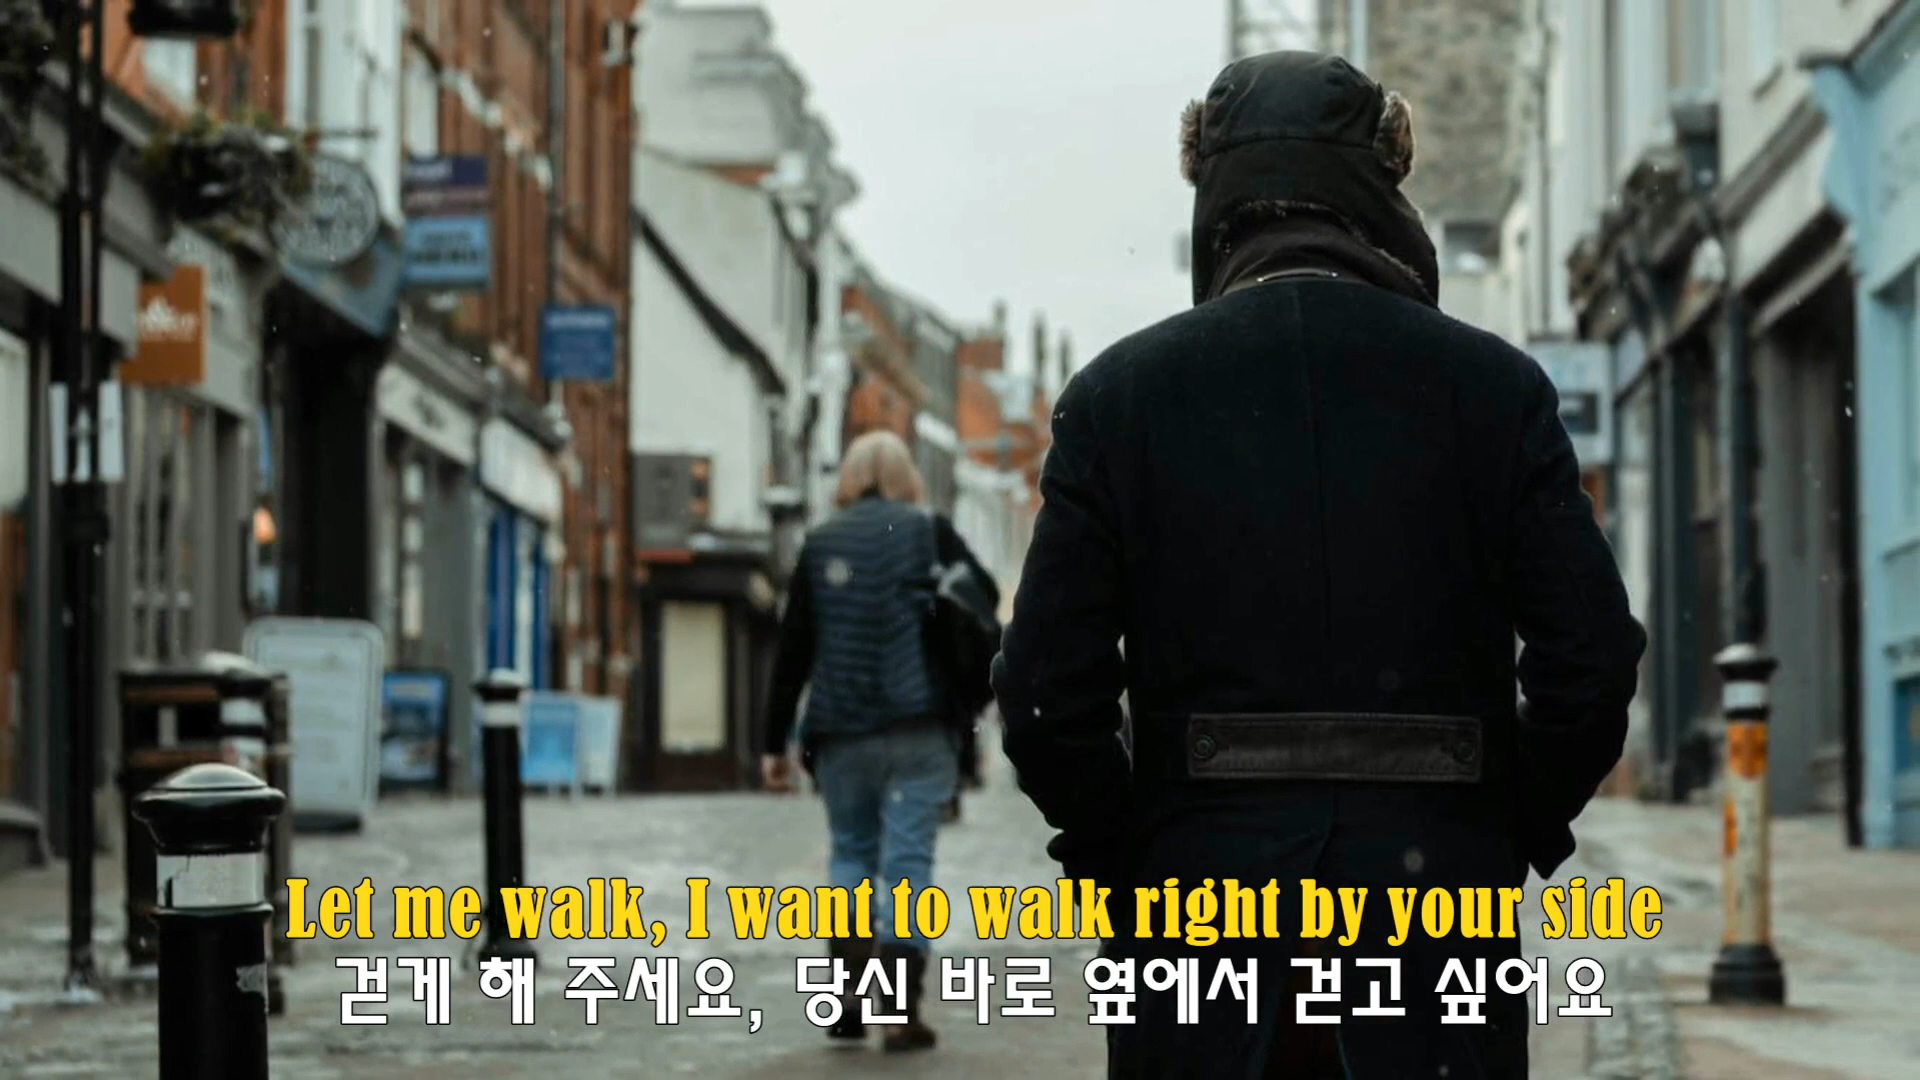 Let me walk, I want to walk right by your side
걷게 해 주세요, 당신 바로 옆에서 걷고 싶어요